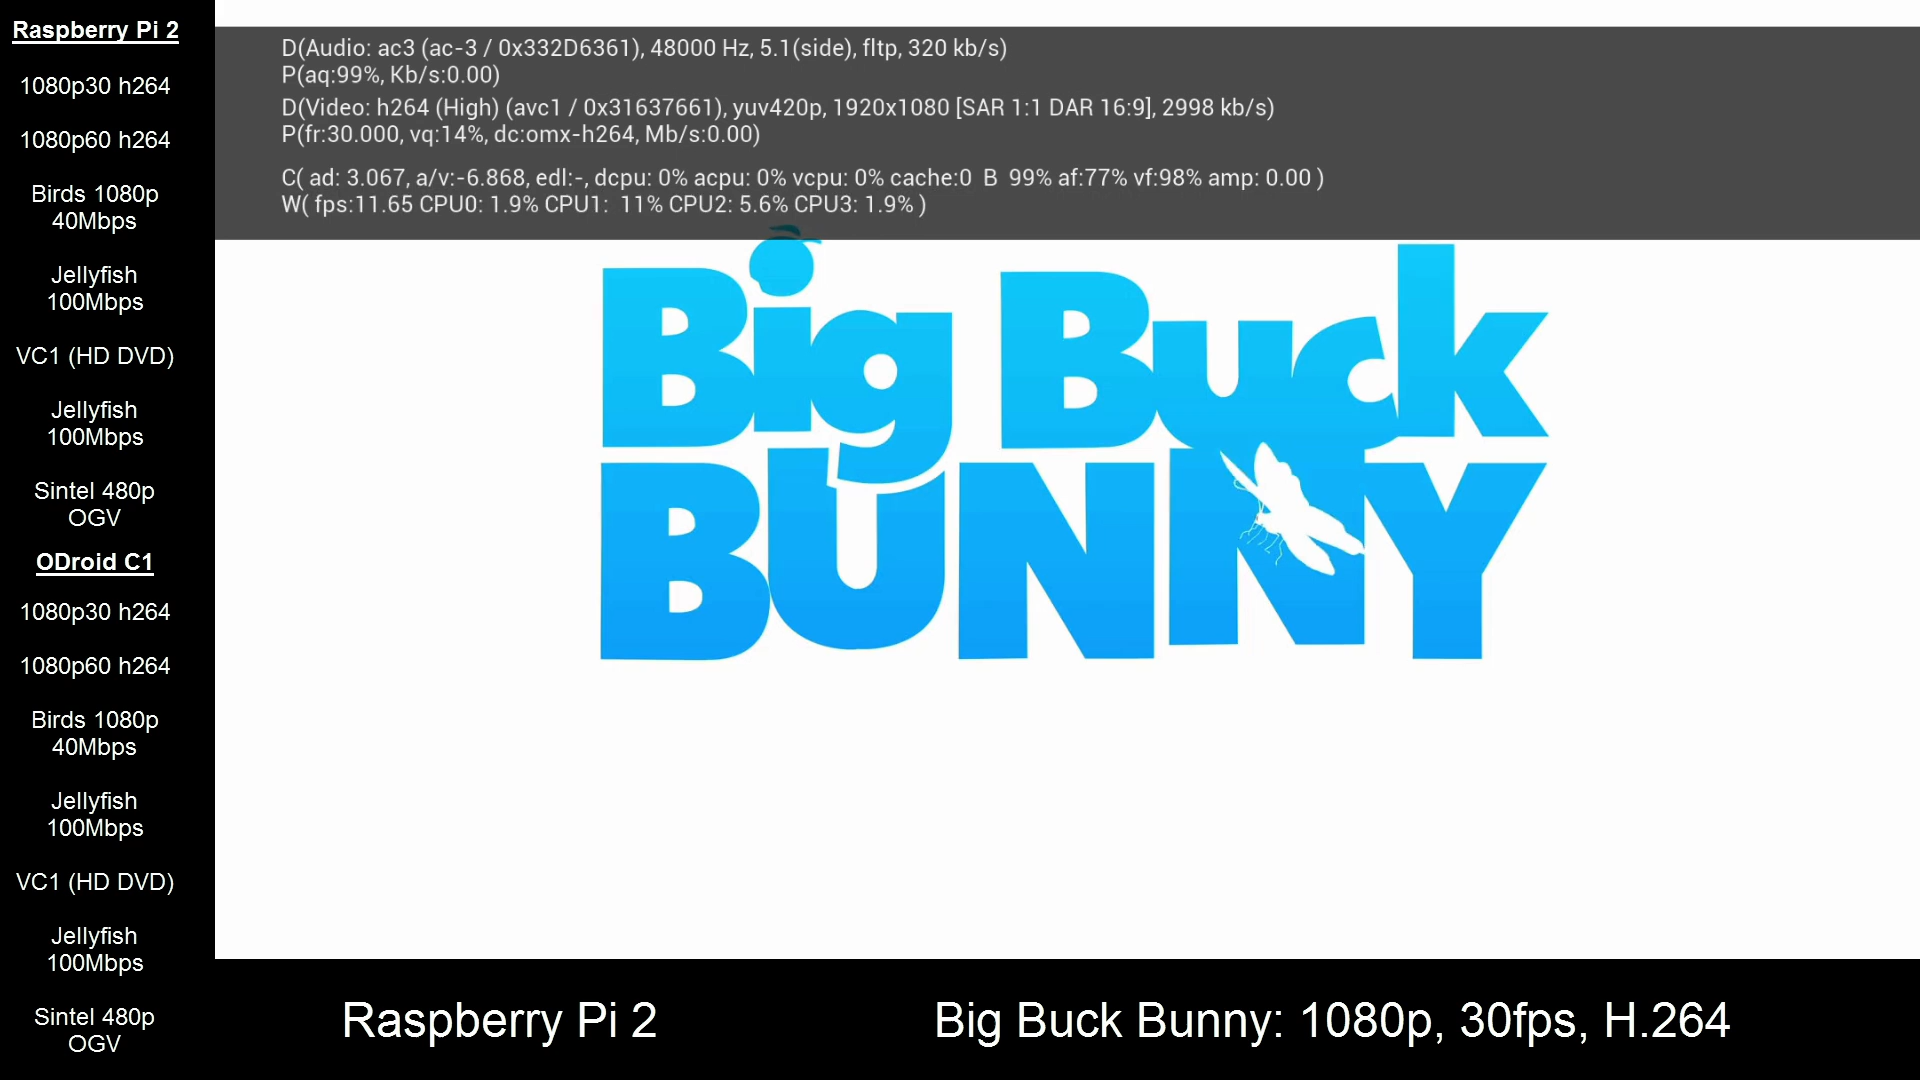 Raspberry Pi 2
1080p30 h264
1080p60 h264
Birds 1080p
40Mbps
Jellyfish
100Mbps
VC1 (HD DVD)
Jellyfish
100Mbps
Sintel 480p
OGV
ODroid C1
1080p30 h264
1080p60 h264
Birds 1080p
40Mbps
Jellyfish
100Mbps
VC1 (HD DVD)
Jellyfish
100Mbps
Sintel 480p
OGV
D(Audio: ac3 (ac-3 / 0x332D6361), 48000 Hz, 5.1(side), fltp, 320 kb/s)
P(aq:99%, Kb/s:0.00)
D(Video: h264 (High) (avc1 / 0x31637661), yuv420p, 1920x1080 [SAR 1:1 DAR 16:9], 2998 kb/s)
P(fr:30.000, vq:14%, dc:omx-h264, Mb/s:0.00)
C( ad: 3.067, a/v:-6.868, edl:-, dcpu: 0% acpu: 0% vcpu: 0% cache:0 B 99% af:77% vf:98% amp: 0.00 )
W( fps:11.65 CPU0: 1.9% CPU1: 11% CPU2: 5.6% CPU3: 1.9% )
Big Buck
BUNNY
Raspberry Pi 2
Big Buck Bunny: 1080p, 30fps, H.264